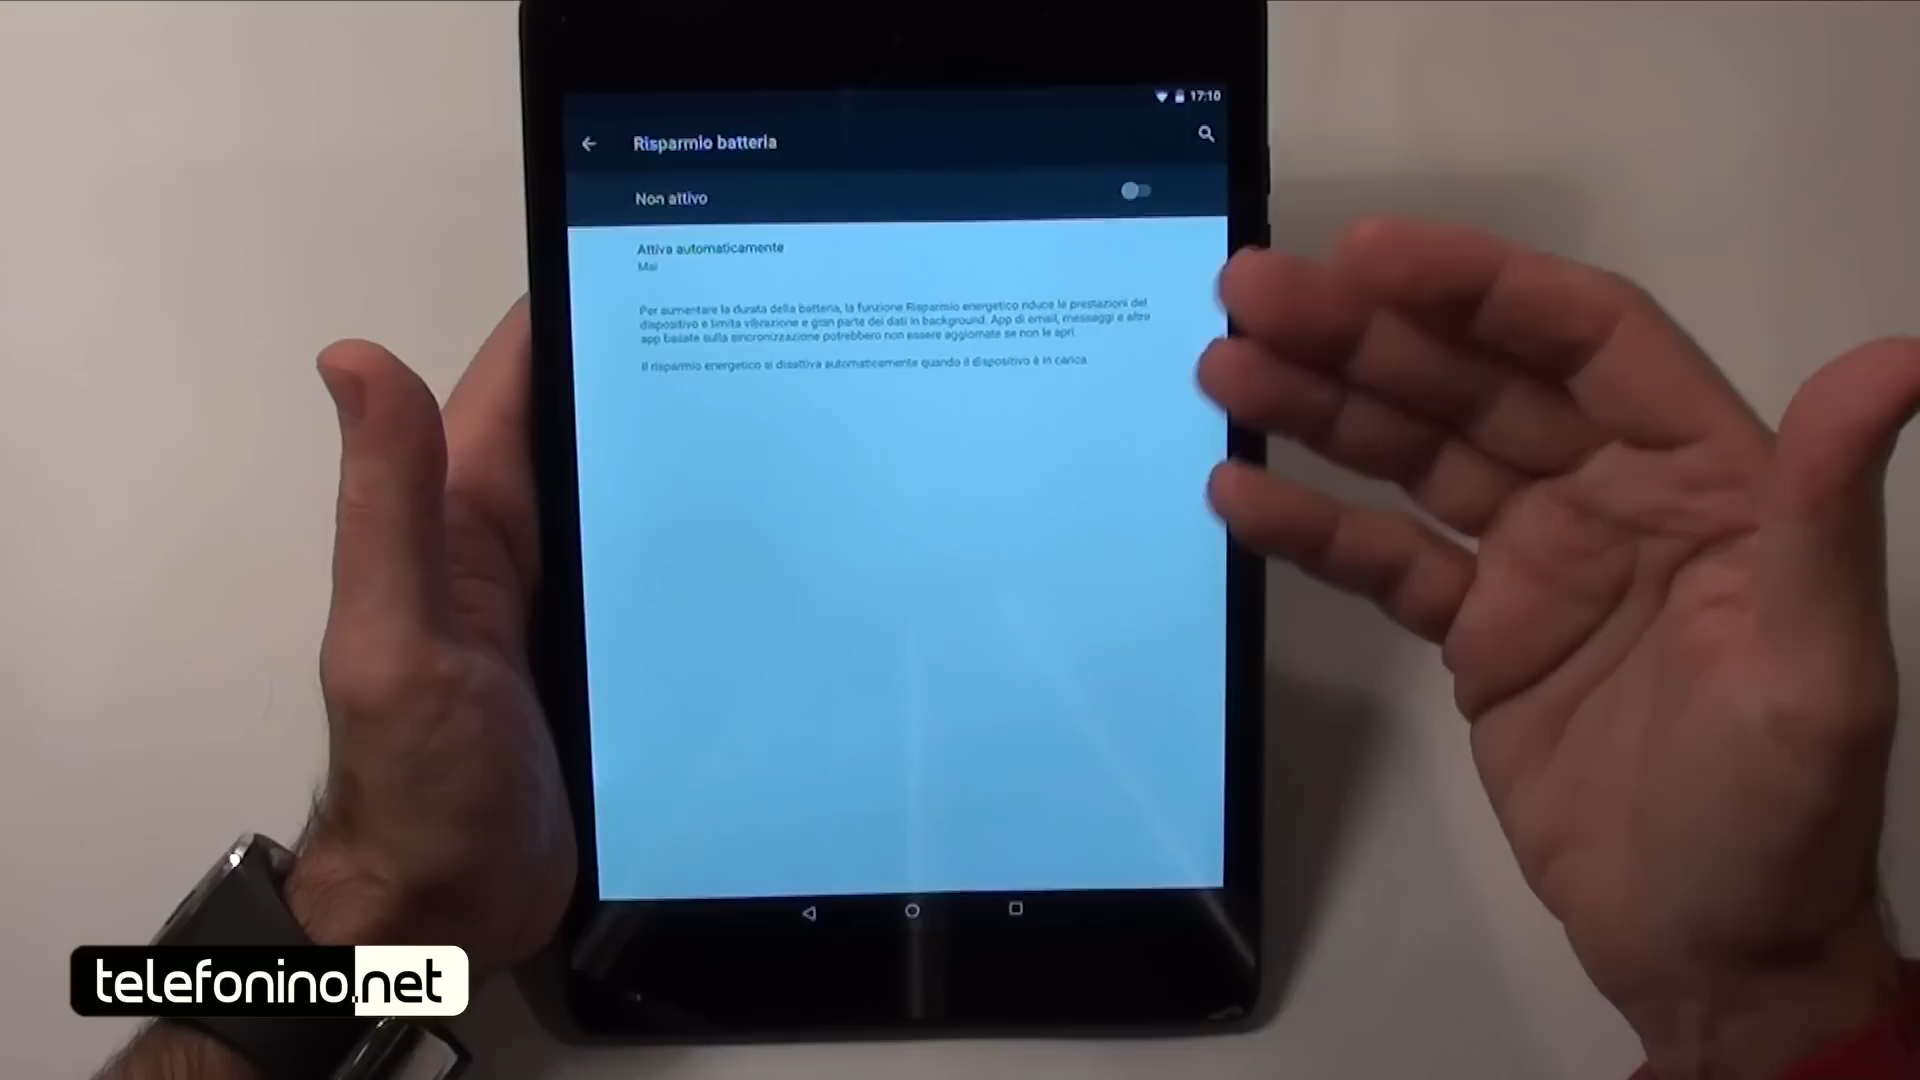 17:10
Risparmio batteria
Non attivo
Attiva automaticamente
Mai
Per aumentare la durata della batteria, la funzione Risparmio energetico riduce le prestazioni del
dispositivo e limita vibrazione e gran parte dei dati in background. App di email, messaggi e altre
app basate sulla sincronizzazione potrebbero non essere aggiornate se non le apri.
Il risparmio energetico si disattiva automaticamente quando il dispositivo è in carica.
telefonino.net